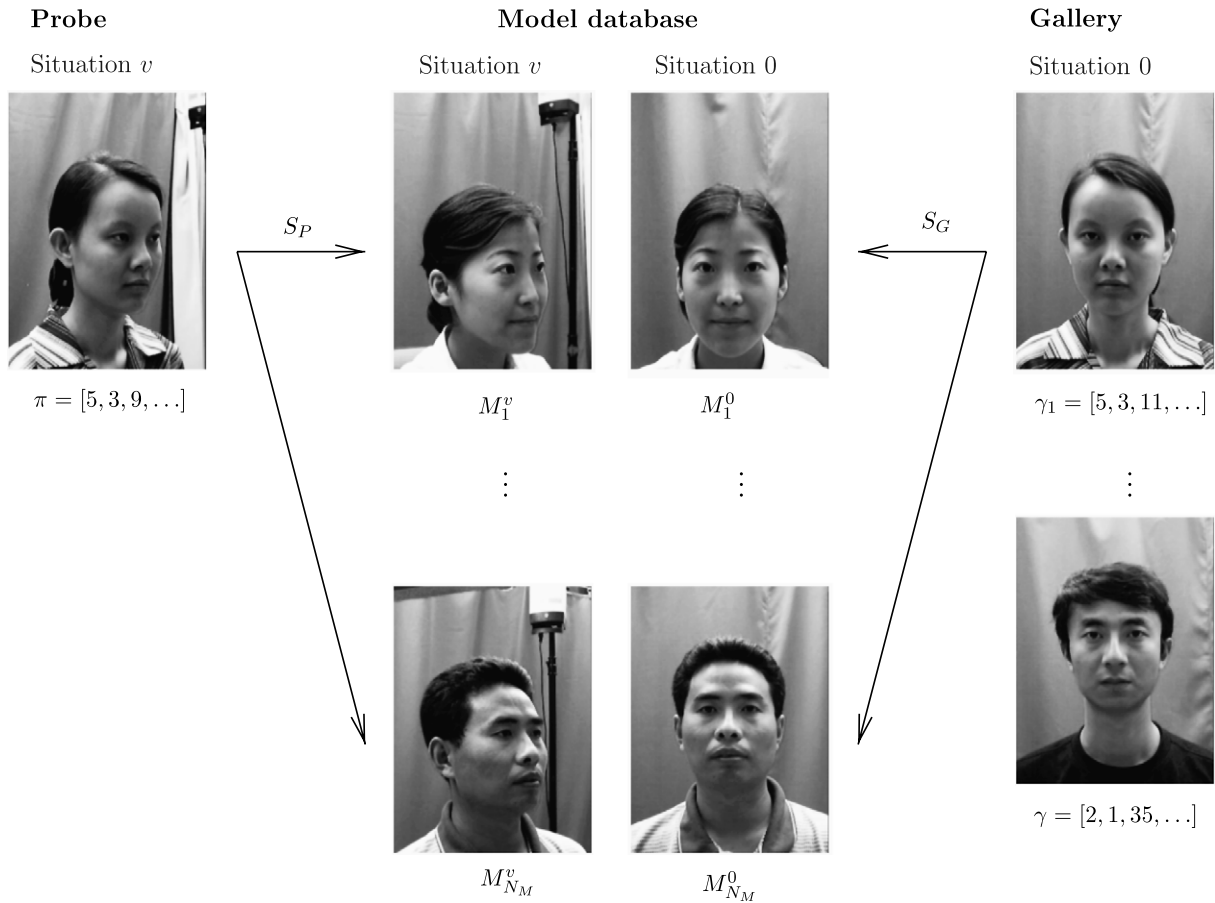 Probe Model database Gallery
Situation v Situation v Situation 0 Situation 0
S_P S_G
π = [5, 3, 9, . . .] M_1^v M_1^0 γ_1 = [5, 3, 11, . . .]
⋮ ⋮ ⋮
γ = [2, 1, 35, . . .]
M_{N_M}^v M_{N_M}^0